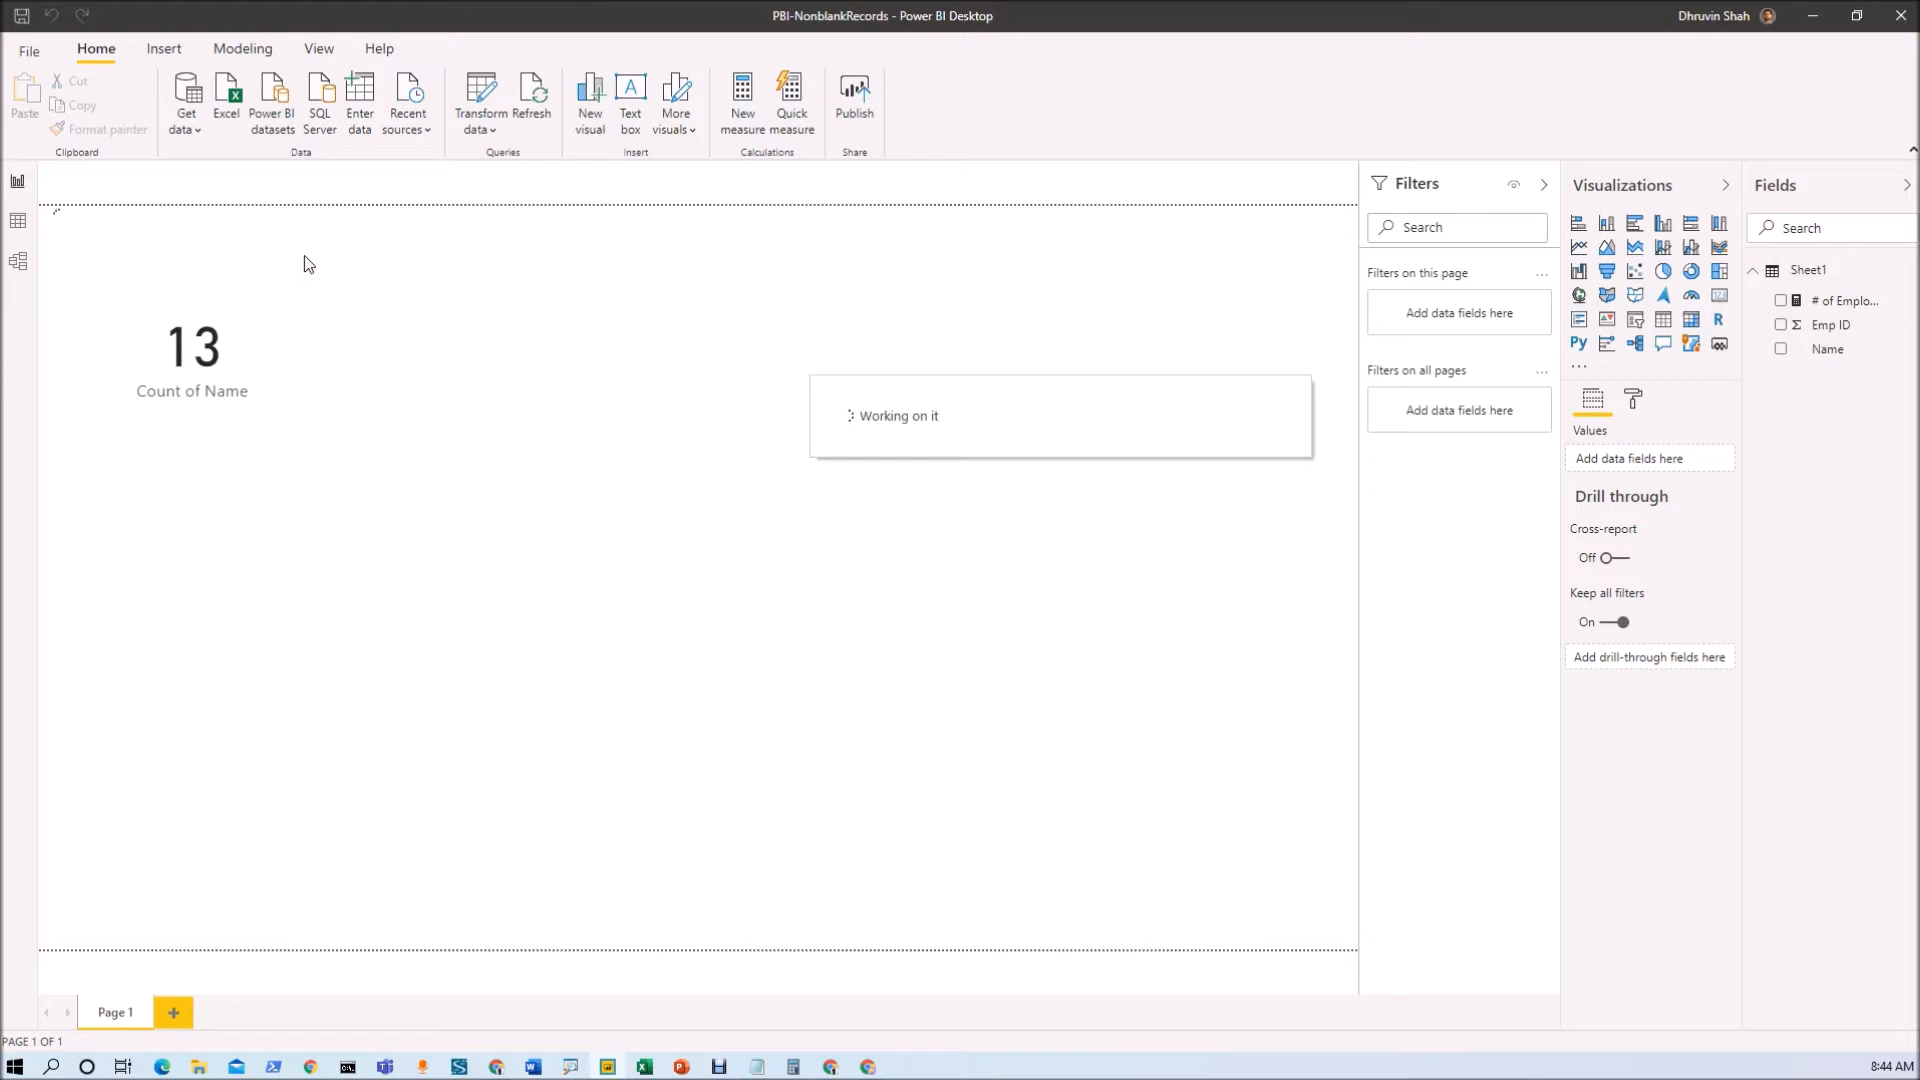 PBI-NonblankRecords - Power BI Desktop
Dhruvin Shah
File
Home
Insert
Modeling
View
Help
Paste
Cut
Copy
Format painter
Clipboard
Get data
Excel
Power BI datasets
SQL Server
Enter data
Recent sources
Data
Transform data
Refresh
Queries
New visual
Text box
More visuals
Insert
New measure
Quick measure
Calculations
Publish
Share
13
Count of Name
Working on it
Filters
Search
Filters on this page
...
Add data fields here
Filters on all pages
...
Add data fields here
Visualizations
R
Py
...
Values
Add data fields here
Drill through
Cross-report
Off
Keep all filters
On
Add drill-through fields here
Fields
Search
Sheet1
# of Emplo...
Σ Emp ID
Name
Page 1
+
PAGE 1 OF 1
8:44 AM